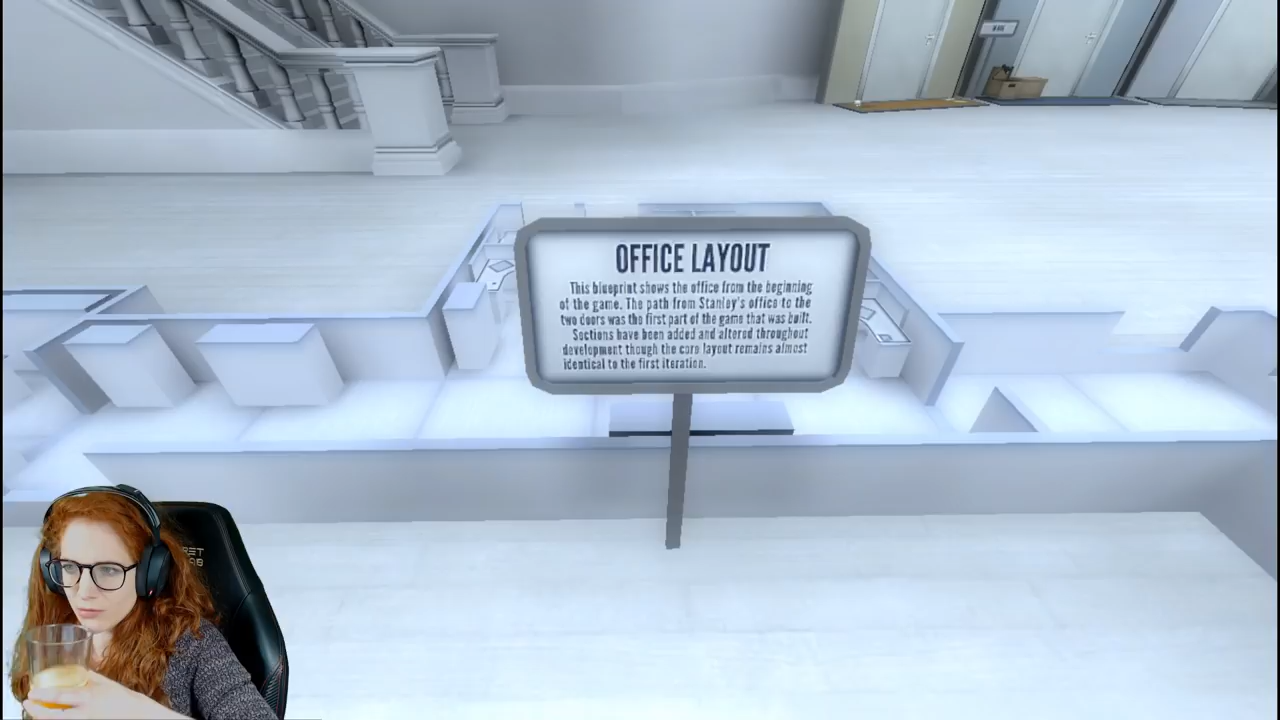 OFFICE LAYOUT
This blueprint shows the office from the beginning
of the game. The path from Stanley's office to the
two doors was the first part of the game that was built.
Sections have been added and altered throughout
development though the core layout remains almost
identical to the first iteration.